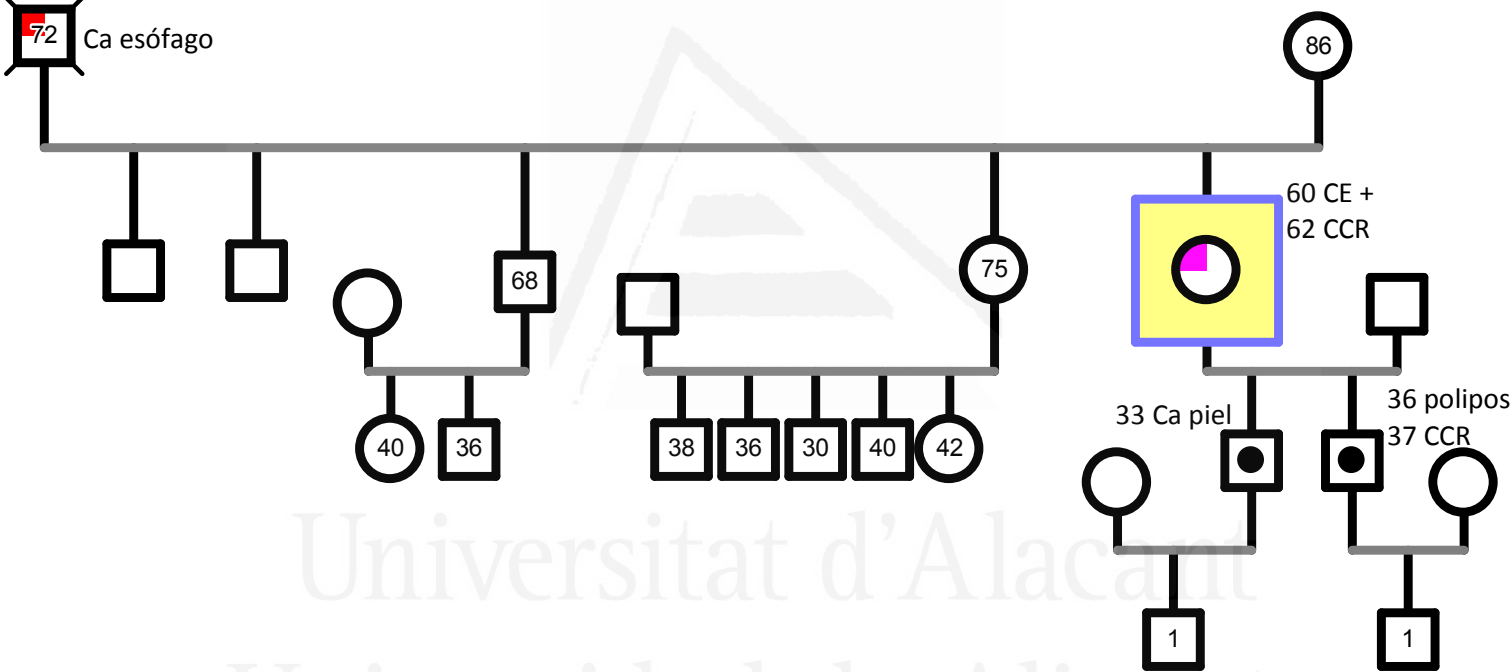 72
Ca esófago
86
60 CE +
62 CCR
68
75
33 Ca piel
36 polipos
37 CCR
40
36
38
36
30
40
42
Universitat d'Alacant
1
1